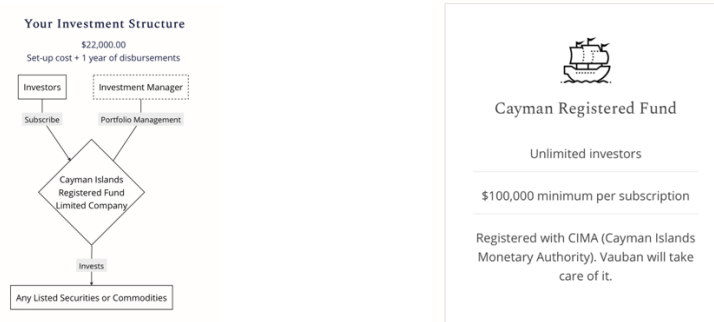 Your Investment Structure
$22,000.00
Set-up cost + 1 year of disbursements
Investors
Investment Manager
Subscribe
Portfolio Management
Cayman Islands
Registered Fund
Limited Company
Invests
Any Listed Securities or Commodities
Cayman Registered Fund
Unlimited investors
$100,000 minimum per subscription
Registered with CIMA (Cayman Islands
Monetary Authority). Vauban will take
care of it.